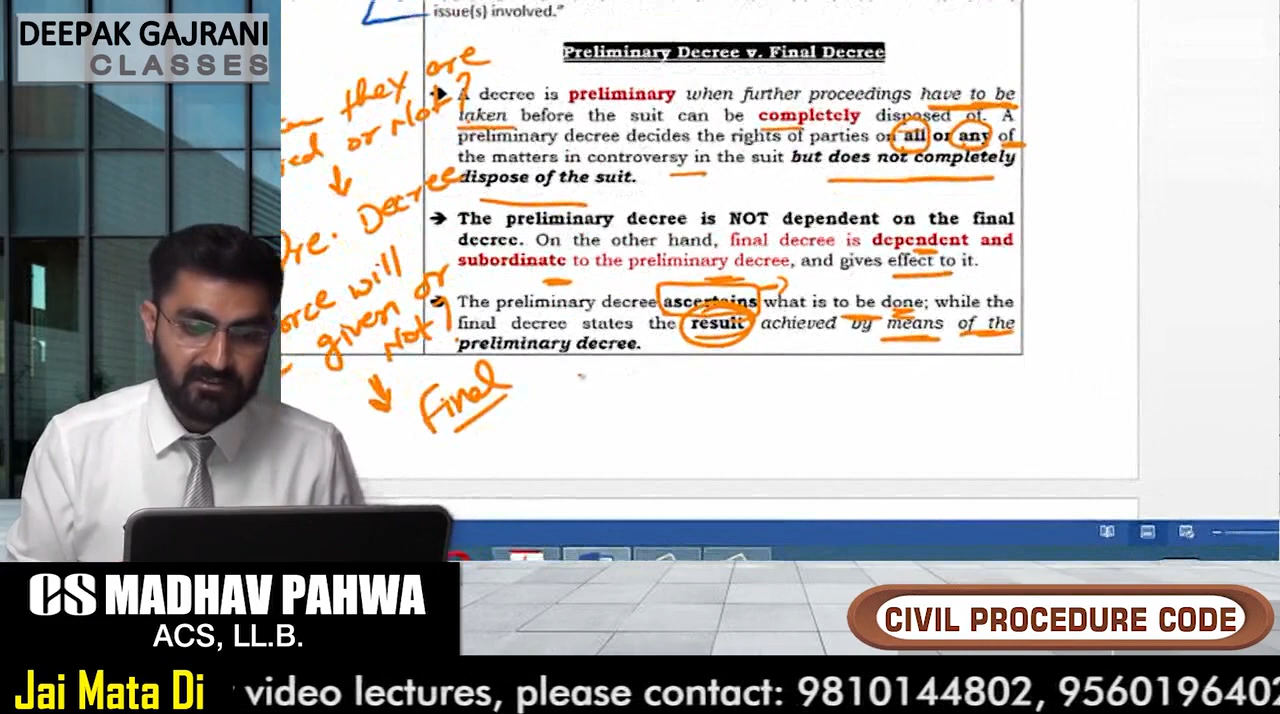 DEEPAK GAJRANI
CLASSES
issue(s) involved."
Preliminary Decree v. Final Decree
A decree is preliminary when further proceedings have to be
taken before the suit can be completely disposed of. A
preliminary decree decides the rights of parties on all or any of
the matters in controversy in the suit but does not completely
dispose of the suit.
➔ The preliminary decree is NOT dependent on the final
decree. On the other hand, final decree is dependent and
subordinate to the preliminary decree, and gives effect to it.
The preliminary decree ascertains what is to be done; while the
final decree states the result achieved by means of the
preliminary decree.
they are
or Not?
Decree
will
given or
Not?
Final
CS MADHAV PAHWA
ACS, LL.B.
CIVIL PROCEDURE CODE
Jai Mata Di
video lectures, please contact: 9810144802, 956019640